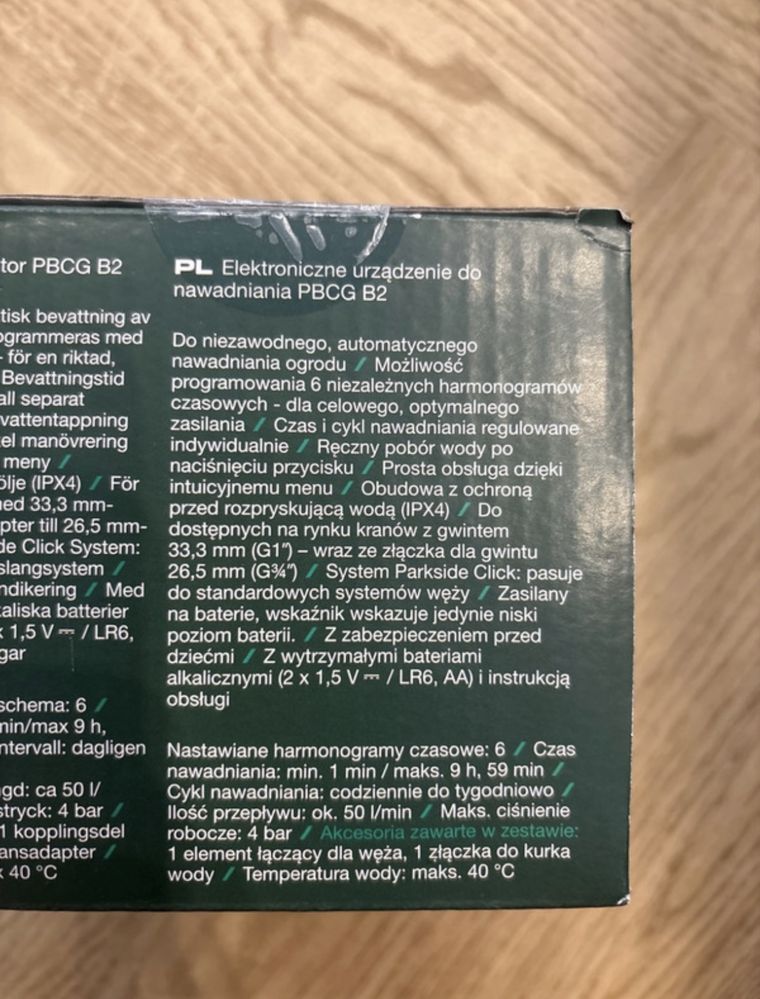 tor PBCG B2
tisk bevattning av
ogrammeras med
- för en riktad,
Bevattningstid
all separat
vattentappning
kel manövrering
meny /
ölje (IPX4) / För
med 33,3 mm-
pter till 26,5 mm-
de Click System:
slangsystem /
ndikering / Med
kaliska batterier
x 1,5 V ⎓ / LR6,
gar
schema: 6 /
min/max 9 h,
ntervall: dagligen
ngd: ca 50 l/
stryck: 4 bar /
1 kopplingsdel
ansadapter /
x 40 °C
PL Elektroniczne urządzenie do
nawadniania PBCG B2
Do niezawodnego, automatycznego
nawadniania ogrodu / Możliwość
programowania 6 niezależnych harmonogramów
czasowych - dla celowego, optymalnego
zasilania / Czas i cykl nawadniania regulowane
indywidualnie / Ręczny pobór wody po
naciśnięciu przycisku / Prosta obsługa dzięki
intuicyjnemu menu / Obudowa z ochroną
przed rozpryskującą wodą (IPX4) / Do
dostępnych na rynku kranów z gwintem
33,3 mm (G1") – wraz ze złączka dla gwintu
26,5 mm (G¾") / System Parkside Click: pasuje
do standardowych systemów węży / Zasilany
na baterie, wskaźnik wskazuje jedynie niski
poziom baterii. / Z zabezpieczeniem przed
dziećmi / Z wytrzymałymi bateriami
alkalicznymi (2 x 1,5 V ⎓ / LR6, AA) i instrukcją
obsługi
Nastawiane harmonogramy czasowe: 6 / Czas
nawadniania: min. 1 min / maks. 9 h, 59 min /
Cykl nawadniania: codziennie do tygodniowo /
Ilość przepływu: ok. 50 l/min / Maks. ciśnienie
robocze: 4 bar / Akcesoria zawarte w zestawie:
1 element łączący dla węża, 1 złączka do kurka
wody / Temperatura wody: maks. 40 °C